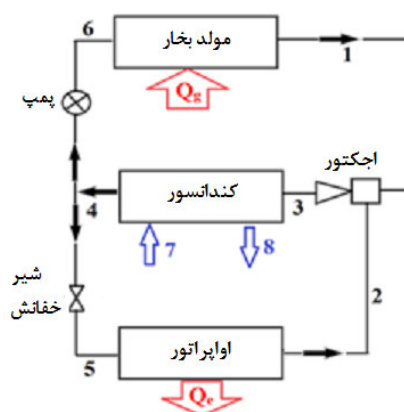 6
مولد بخار
1
Qg
پمپ
اجکتور
کندانسور
3
4
7
8
2
شیر
خفانش
اواپراتور
5
Qe